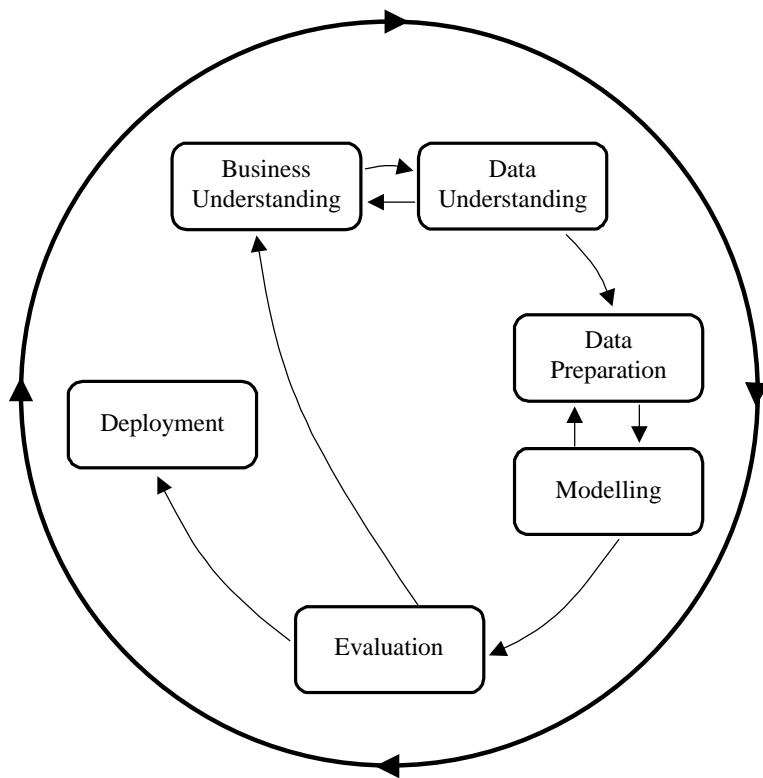 Business
Understanding
Data
Understanding
Data
Preparation
Modelling
Evaluation
Deployment